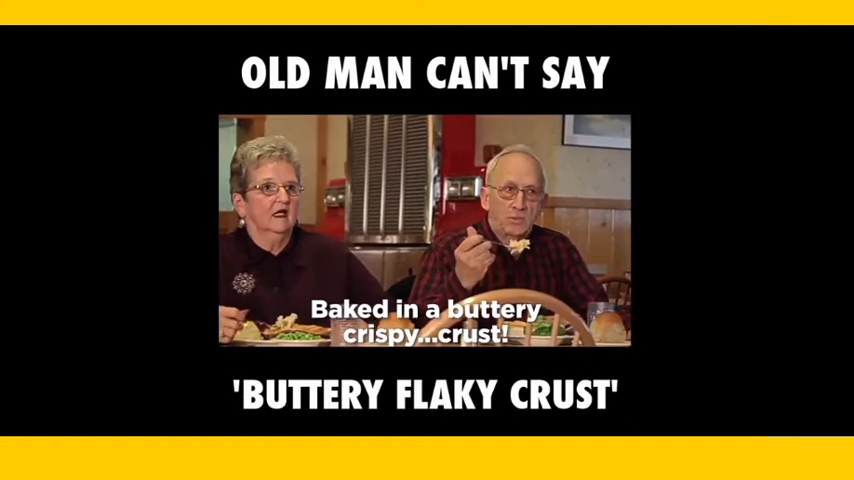 OLD MAN CAN'T SAY
Baked in a buttery
crispy...crust!
'BUTTERY FLAKY CRUST'